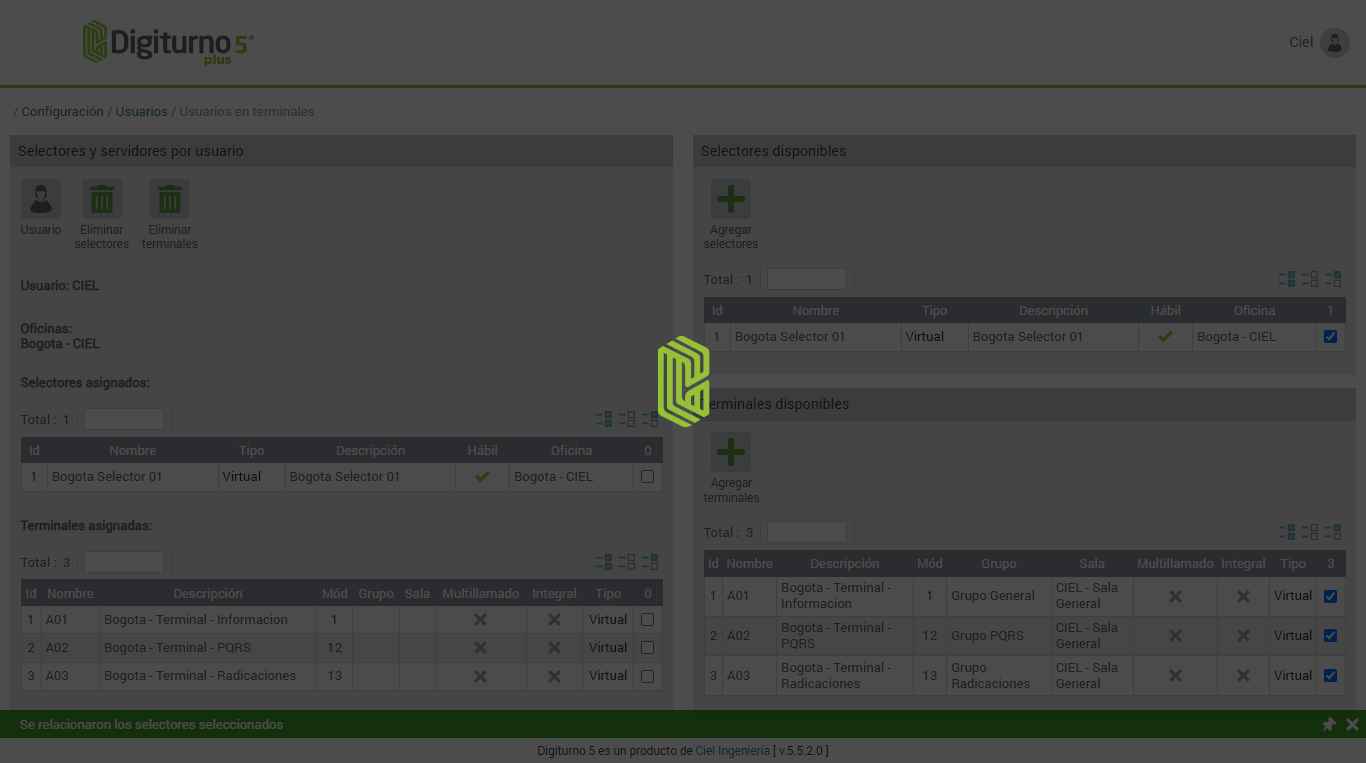 Digiturno 5®
plus
Ciel
/ Configuración / Usuarios / Usuarios en terminales
Selectores y servidores por usuario
Usuario
Eliminar selectores
Eliminar terminales
Usuario: CIEL
Oficinas:
Bogota - CIEL
Selectores asignados:
Total : 1
Id Nombre Tipo Descripción Hábil Oficina 0
1 Bogota Selector 01 Virtual Bogota Selector 01 Bogota - CIEL
Terminales asignadas:
Total : 3
Id Nombre Descripción Mód Grupo Sala Multillamado Integral Tipo 0
1 A01 Bogota - Terminal - Informacion 1 Virtual
2 A02 Bogota - Terminal - PQRS 12 Virtual
3 A03 Bogota - Terminal - Radicaciones 13 Virtual
Selectores disponibles
Agregar selectores
Total : 1
Id Nombre Tipo Descripción Hábil Oficina 1
1 Bogota Selector 01 Virtual Bogota Selector 01 Bogota - CIEL
Terminales disponibles
Agregar terminales
Total : 3
Id Nombre Descripción Mód Grupo Sala Multillamado Integral Tipo 3
1 A01 Bogota - Terminal - Informacion 1 Grupo General CIEL - Sala General Virtual
2 A02 Bogota - Terminal - PQRS 12 Grupo PQRS CIEL - Sala General Virtual
3 A03 Bogota - Terminal - Radicaciones 13 Grupo Radicaciones CIEL - Sala General Virtual
Se relacionaron los selectores seleccionados
Digiturno 5 es un producto de Ciel Ingeniería [ v.5.5.2.0 ]